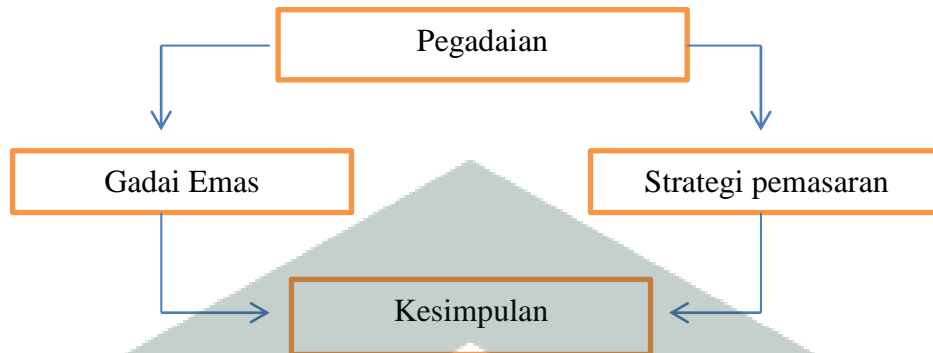 Pegadaian
Gadai Emas
Strategi pemasaran
Kesimpulan